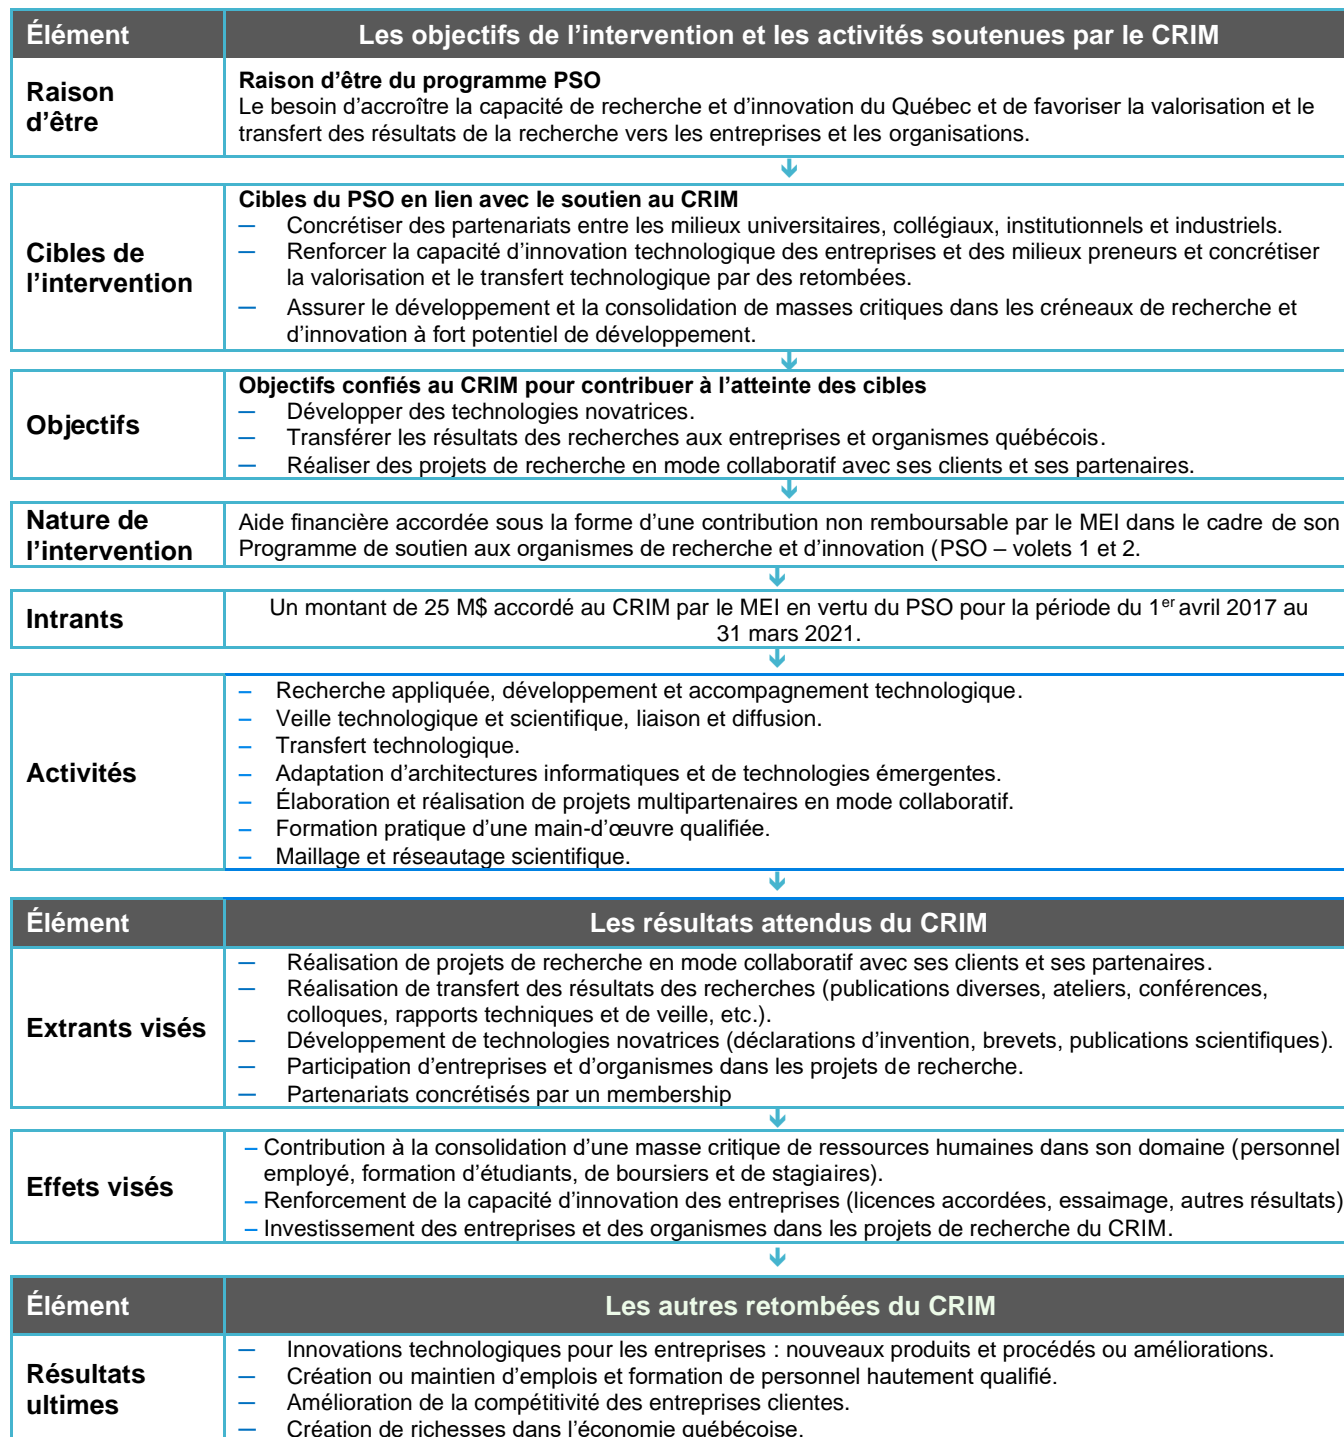 Élément
Les objectifs de l’intervention et les activités soutenues par le CRIM
Raison
d’être
Raison d’être du programme PSO
Le besoin d’accroître la capacité de recherche et d’innovation du Québec et de favoriser la valorisation et le
transfert des résultats de la recherche vers les entreprises et les organisations.
Cibles de
l’intervention
Cibles du PSO en lien avec le soutien au CRIM
─ Concrétiser des partenariats entre les milieux universitaires, collégiaux, institutionnels et industriels.
─ Renforcer la capacité d’innovation technologique des entreprises et des milieux preneurs et concrétiser
la valorisation et le transfert technologique par des retombées.
─ Assurer le développement et la consolidation de masses critiques dans les créneaux de recherche et
d’innovation à fort potentiel de développement.
Objectifs
Objectifs confiés au CRIM pour contribuer à l’atteinte des cibles
─ Développer des technologies novatrices.
─ Transférer les résultats des recherches aux entreprises et organismes québécois.
─ Réaliser des projets de recherche en mode collaboratif avec ses clients et ses partenaires.
Nature de
l’intervention
Aide financière accordée sous la forme d’une contribution non remboursable par le MEI dans le cadre de son
Programme de soutien aux organismes de recherche et d’innovation (PSO – volets 1 et 2.
Intrants
Un montant de 25 M$ accordé au CRIM par le MEI en vertu du PSO pour la période du 1er avril 2017 au
31 mars 2021.
Activités
– Recherche appliquée, développement et accompagnement technologique.
– Veille technologique et scientifique, liaison et diffusion.
– Transfert technologique.
– Adaptation d’architectures informatiques et de technologies émergentes.
– Élaboration et réalisation de projets multipartenaires en mode collaboratif.
– Formation pratique d’une main-d’œuvre qualifiée.
– Maillage et réseautage scientifique.
Élément
Les résultats attendus du CRIM
Extrants visés
─ Réalisation de projets de recherche en mode collaboratif avec ses clients et ses partenaires.
─ Réalisation de transfert des résultats des recherches (publications diverses, ateliers, conférences,
colloques, rapports techniques et de veille, etc.).
─ Développement de technologies novatrices (déclarations d’invention, brevets, publications scientifiques).
─ Participation d’entreprises et d’organismes dans les projets de recherche.
─ Partenariats concrétisés par un membership
Effets visés
– Contribution à la consolidation d’une masse critique de ressources humaines dans son domaine (personnel
employé, formation d’étudiants, de boursiers et de stagiaires).
– Renforcement de la capacité d’innovation des entreprises (licences accordées, essaimage, autres résultats)
– Investissement des entreprises et des organismes dans les projets de recherche du CRIM.
Élément
Les autres retombées du CRIM
Résultats
ultimes
─ Innovations technologiques pour les entreprises : nouveaux produits et procédés ou améliorations.
─ Création ou maintien d’emplois et formation de personnel hautement qualifié.
─ Amélioration de la compétitivité des entreprises clientes.
─ Création de richesses dans l’économie québécoise.